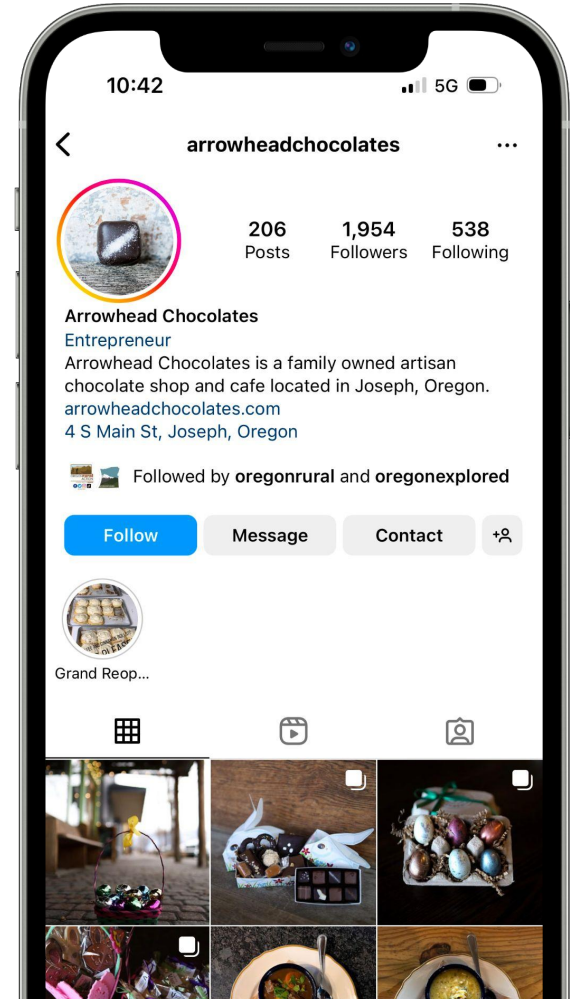 10:42
5G
arrowheadchocolates
206
Posts
1,954
Followers
538
Following
Arrowhead Chocolates
Entrepreneur
Arrowhead Chocolates is a family owned artisan
chocolate shop and cafe located in Joseph, Oregon.
arrowheadchocolates.com
4 S Main St, Joseph, Oregon
Followed by oregonrural and oregonexplored
Follow
Message
Contact
Grand Reop...